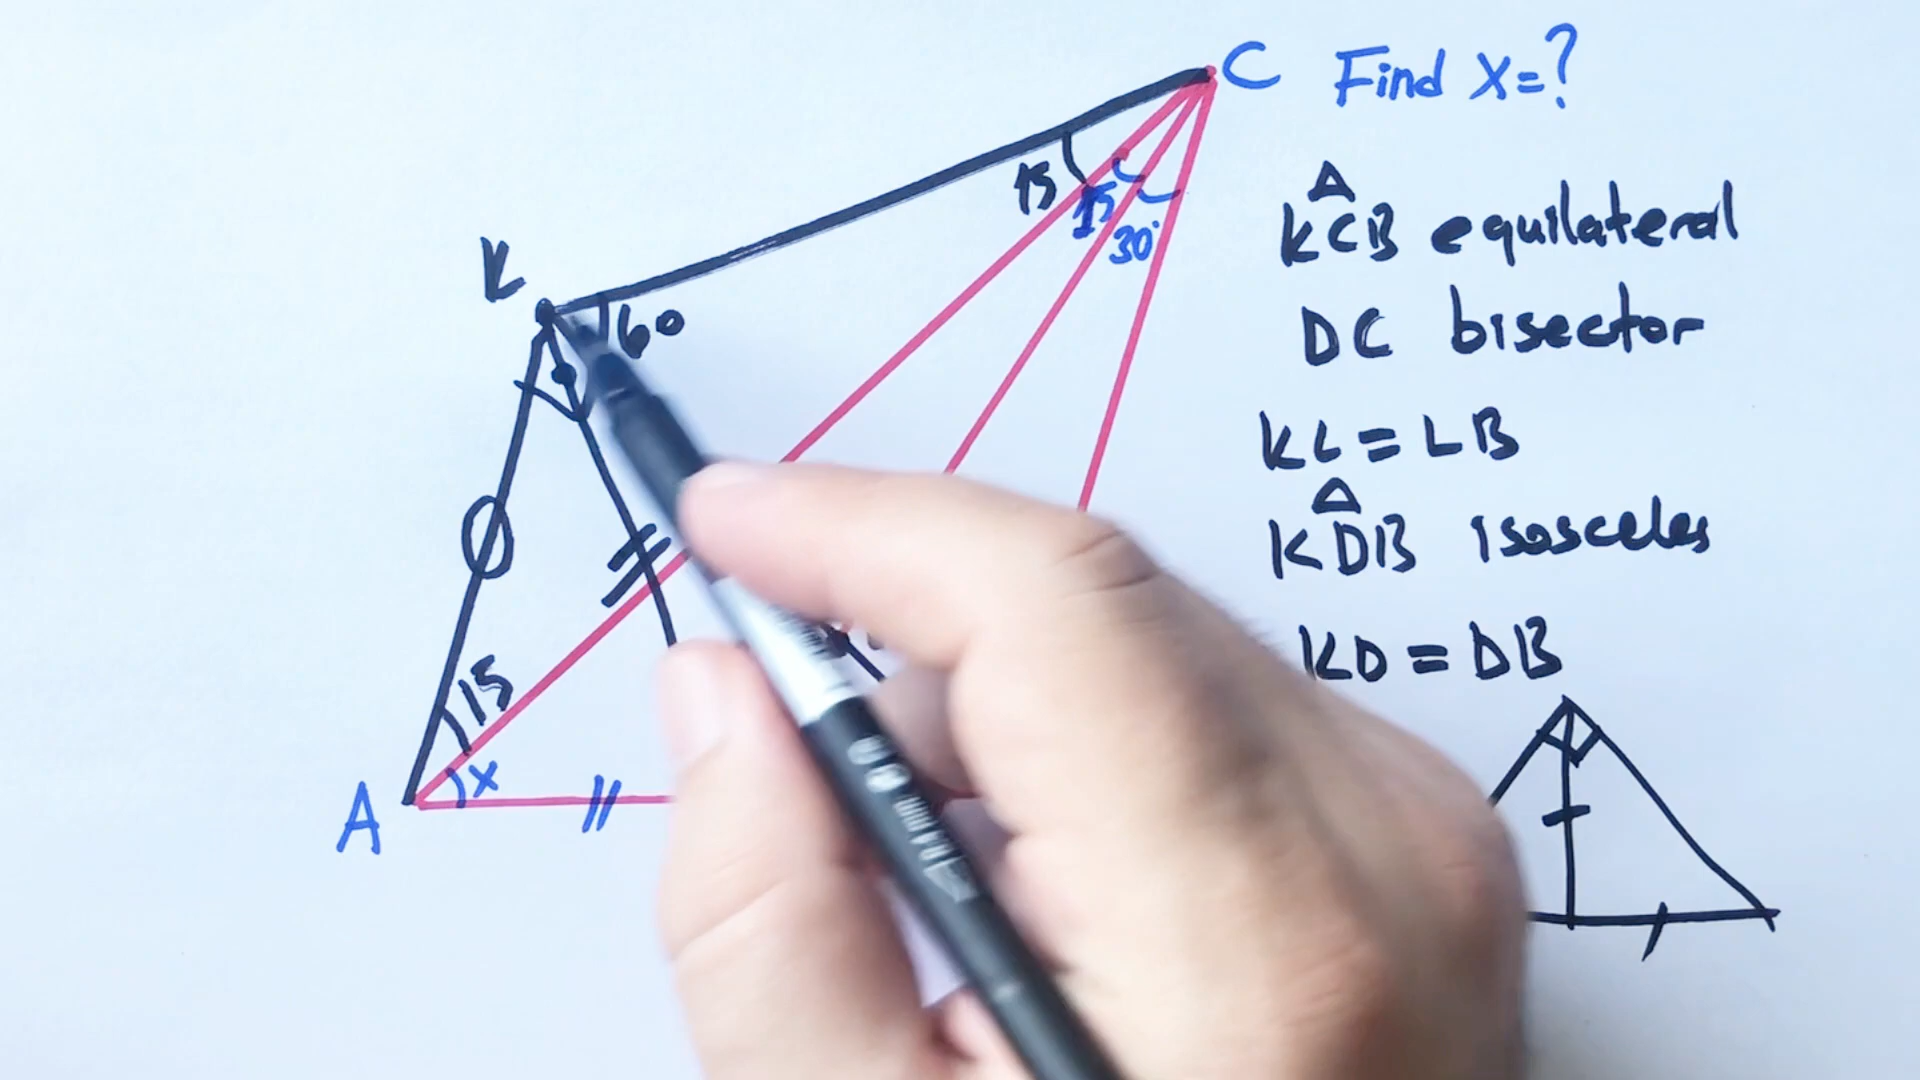 C Find X=?
15 15 30°
KCB equilateral
K 60
DC bisector
KL = LB
KDB isosceles
KD = DB
15
x
A